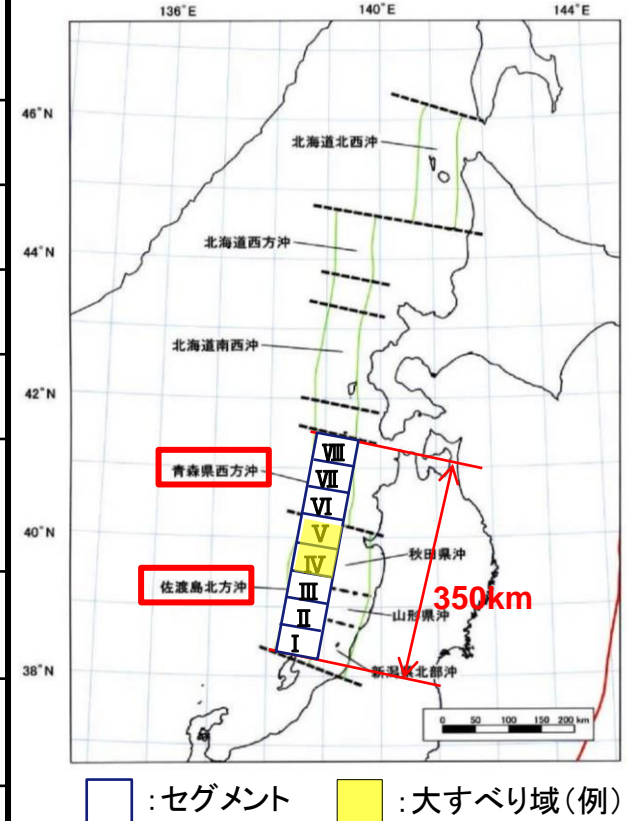 136°E 140°E 144°E
46°N
北海道北西沖
44°N
北海道西方沖
北海道南西沖
42°N
Ⅷ
青森県西方沖
Ⅶ
Ⅵ
40°N
Ⅴ
秋田県沖
Ⅳ
佐渡島北方沖
Ⅲ
350km
Ⅱ
山形県沖
Ⅰ
38°N
新潟県北部沖
0 50 100 150 200 km
:セグメント :大すべり域(例)